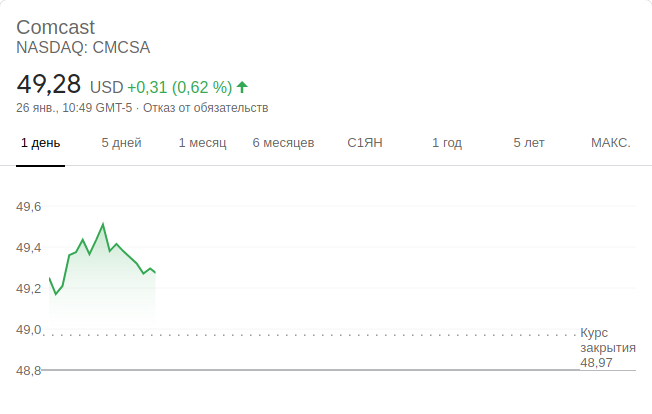 Comcast
NASDAQ: CMCSA
49,28 USD +0,31 (0,62 %)
26 янв., 10:49 GMT-5 · Отказ от обязательств
1 день 5 дней 1 месяц 6 месяцев С1ЯН 1 год 5 лет МАКС.
49,6
49,4
49,2
49,0
Курс
закрытия
48,97
48,8